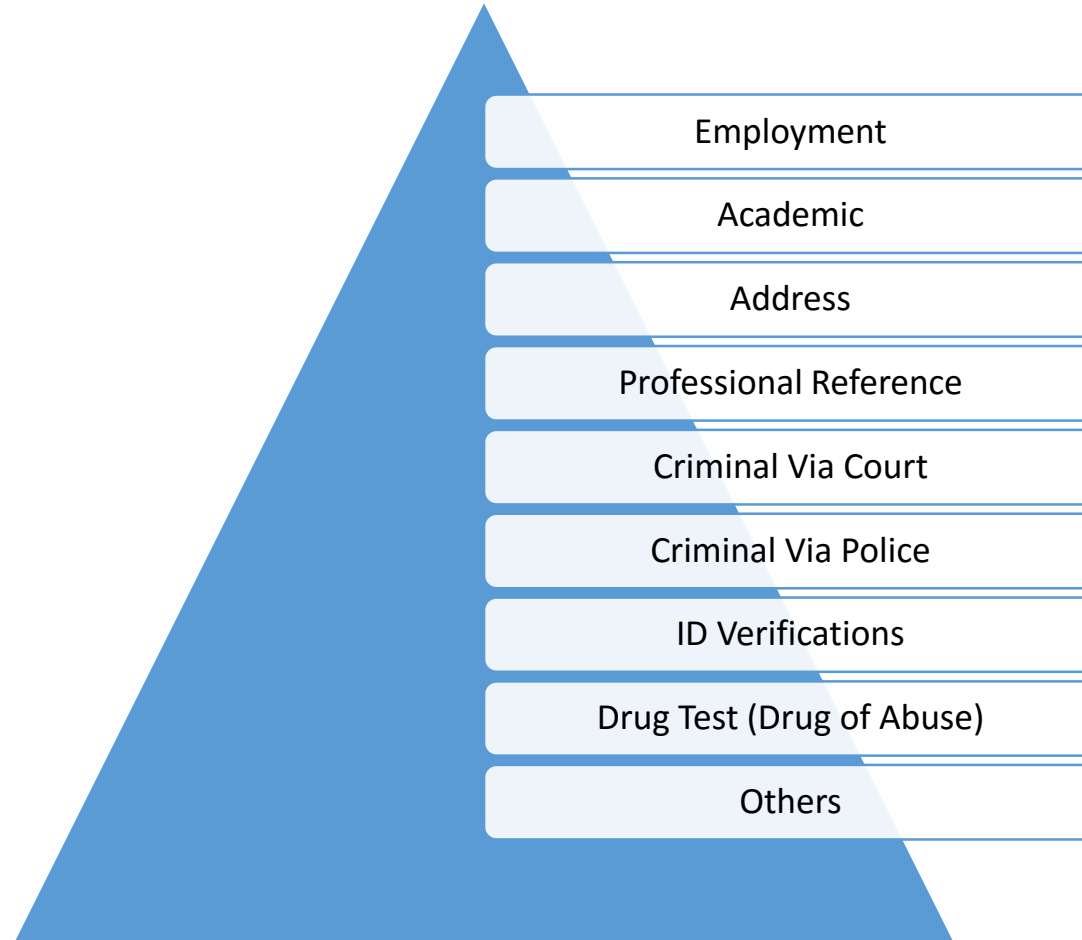 Employment
Academic
Address
Professional Reference
Criminal Via Court
Criminal Via Police
ID Verifications
Drug Test (Drug of Abuse)
Others